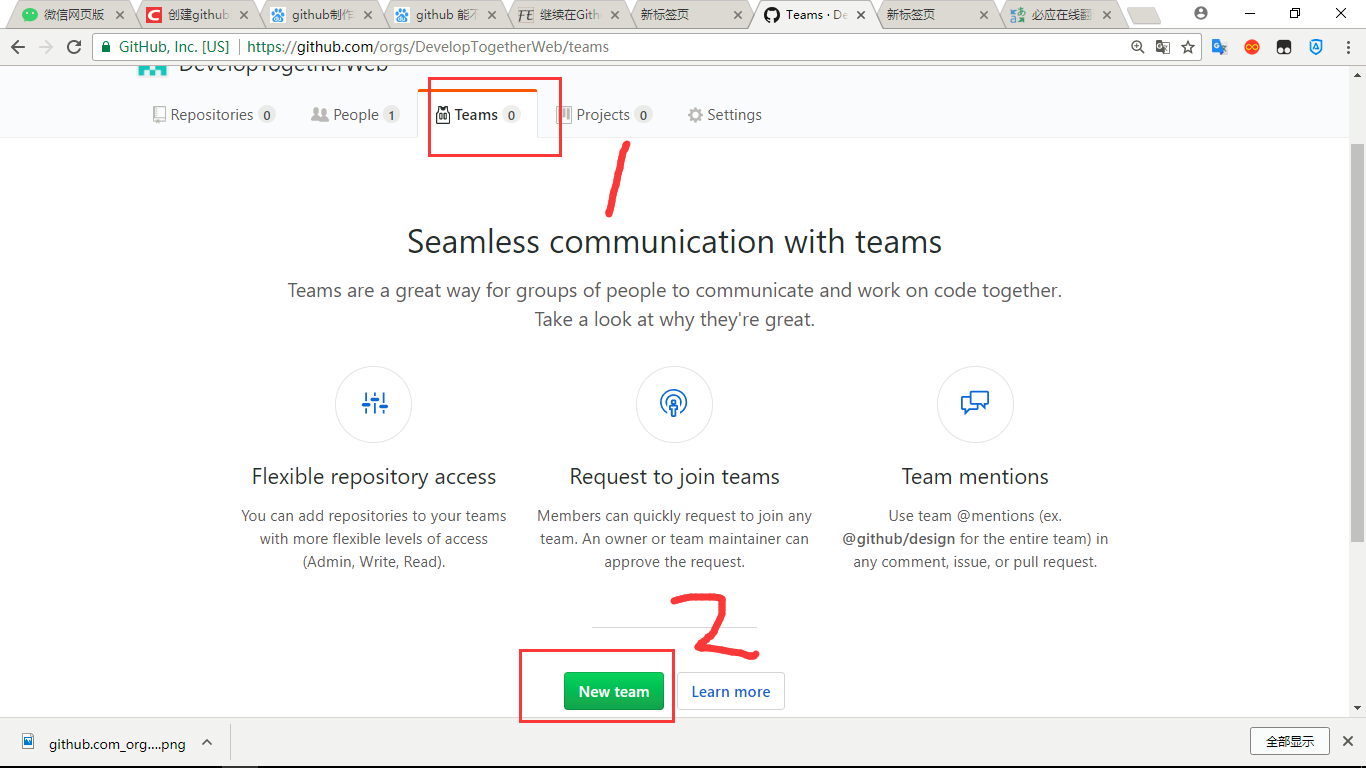 微信网页版
创建github
github制作
github 能不
继续在Gith
新标签页
Teams · De
新标签页
必应在线翻
GitHub, Inc. [US]
https://github.com/orgs/DevelopTogetherWeb/teams
DevelopTogetherWeb
Repositories 0
People 1
Teams 0
Projects 0
Settings
1
Seamless communication with teams
Teams are a great way for groups of people to communicate and work on code together.
Take a look at why they're great.
Flexible repository access
You can add repositories to your teams
with more flexible levels of access
(Admin, Write, Read).
Request to join teams
Members can quickly request to join any
team. An owner or team maintainer can
approve the request.
Team mentions
Use team @mentions (ex.
@github/design for the entire team) in
any comment, issue, or pull request.
2
New team
Learn more
github.com_org....png
全部显示